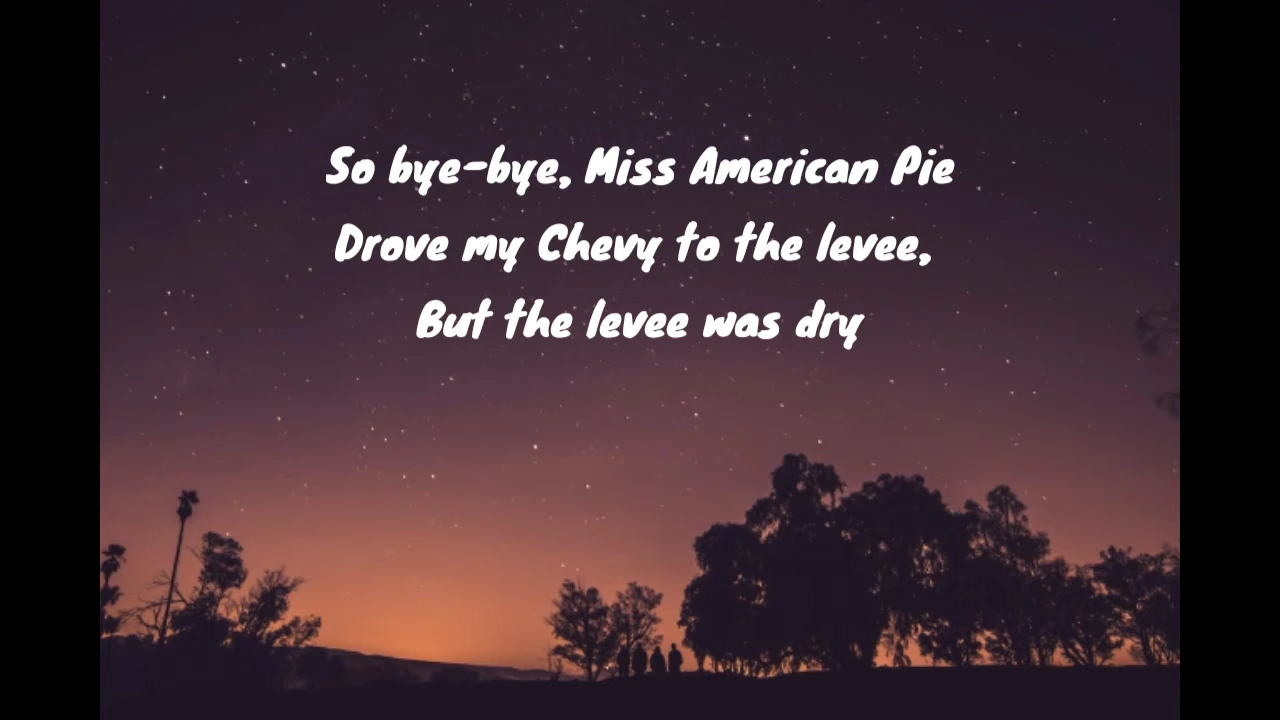 So bye-bye, Miss American Pie
Drove my Chevy to the levee,
But the levee was dry